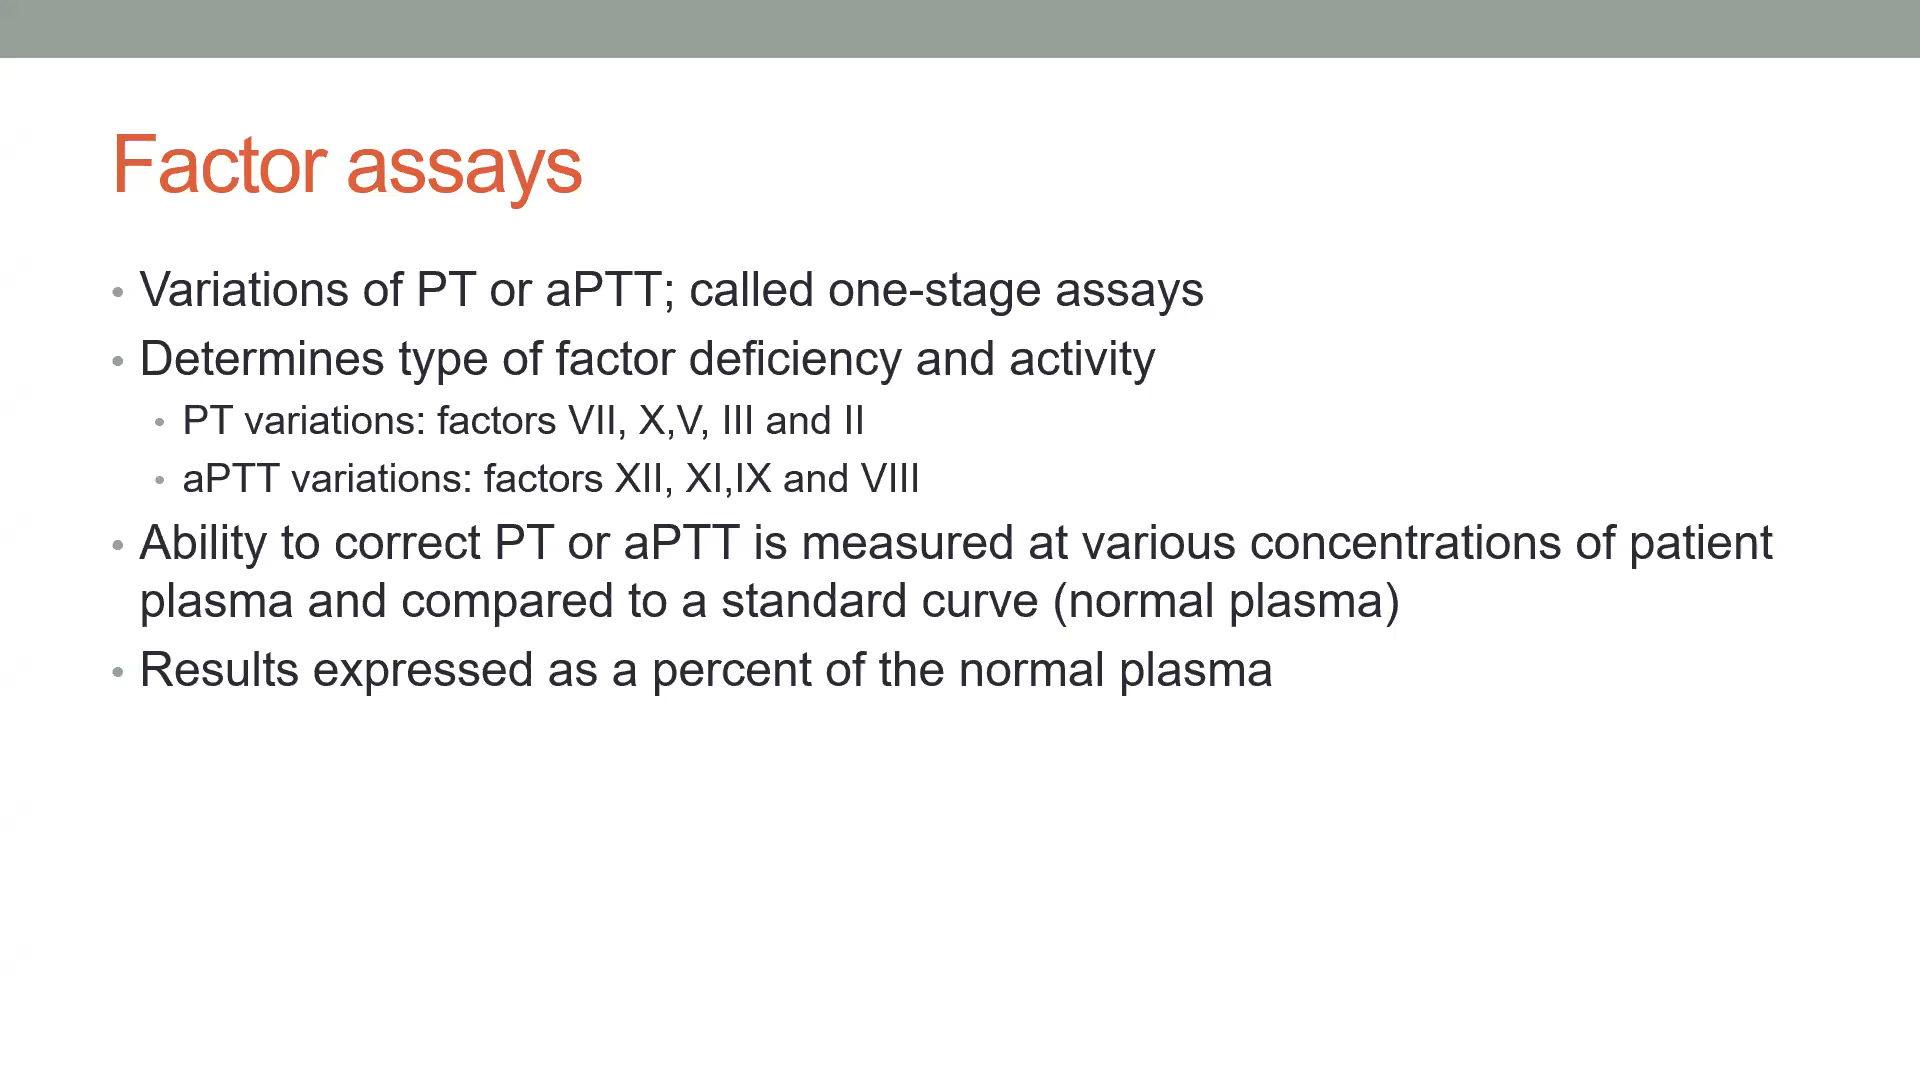 Factor assays
• Variations of PT or aPTT; called one-stage assays
• Determines type of factor deficiency and activity
• PT variations: factors VII, X,V, III and II
• aPTT variations: factors XII, XI,IX and VIII
• Ability to correct PT or aPTT is measured at various concentrations of patient
plasma and compared to a standard curve (normal plasma)
• Results expressed as a percent of the normal plasma